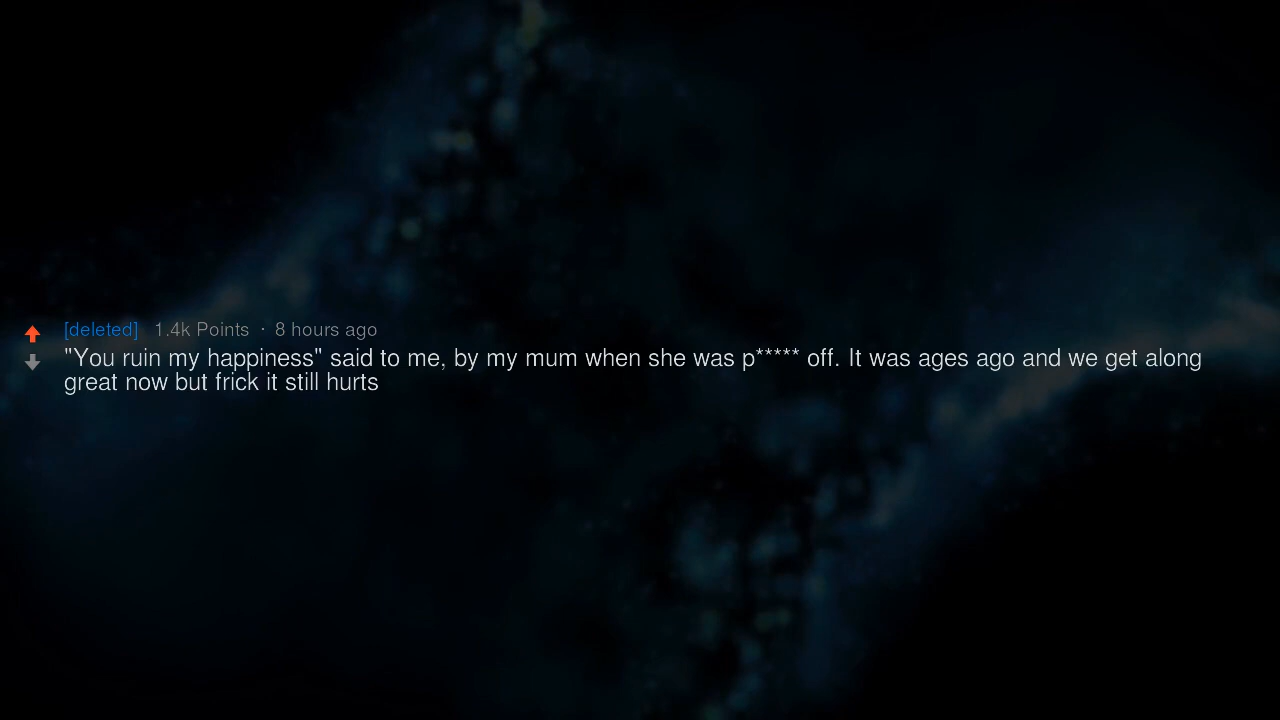 [deleted] 1.4k Points · 8 hours ago
"You ruin my happiness" said to me, by my mum when she was p***** off. It was ages ago and we get along
great now but frick it still hurts